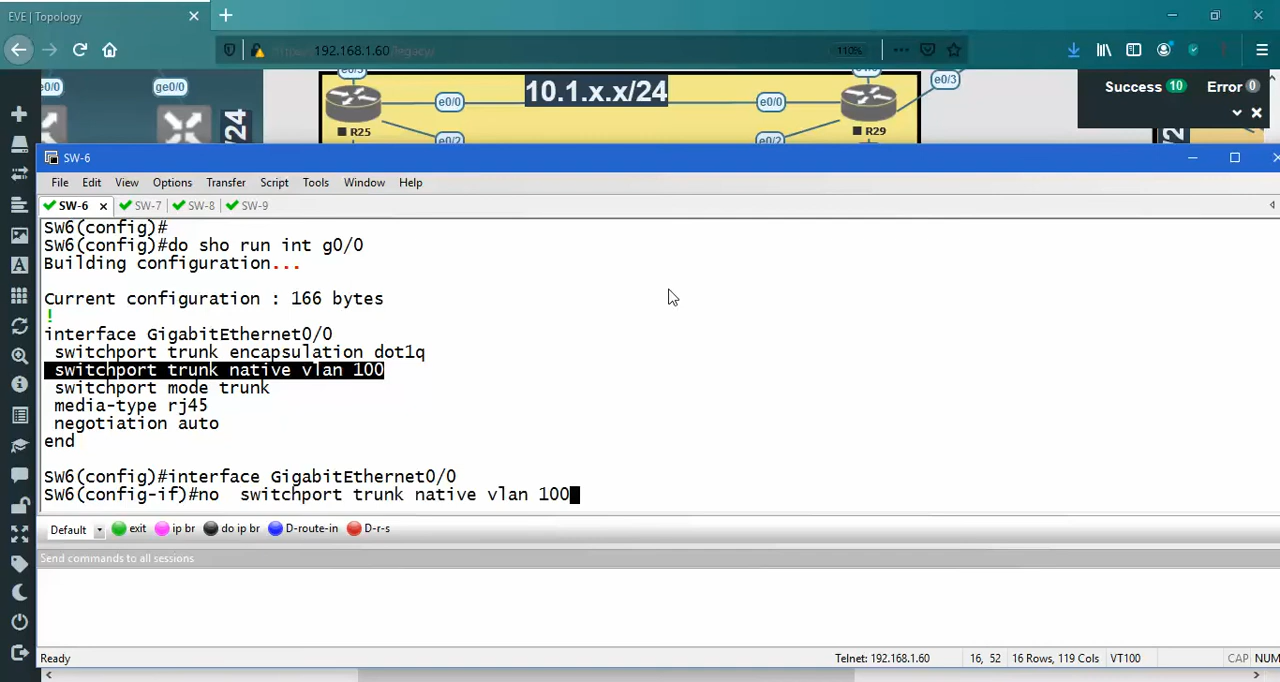 EVE | Topology
192.168.1.60/legacy/
110%
e0/3
e0/0
ge0/0
10.1.x.x/24
e0/0
e0/0
e0/3
Success 10 Error 0
/24
R25
R29
e0/2
e0/2
SW-6
File Edit View Options Transfer Script Tools Window Help
SW-6 SW-7 SW-8 SW-9
SW6(config)#
SW6(config)#do sho run int g0/0
Building configuration...
Current configuration : 166 bytes
!
interface GigabitEthernet0/0
switchport trunk encapsulation dot1q
switchport trunk native vlan 100
switchport mode trunk
media-type rj45
negotiation auto
end
SW6(config)#interface GigabitEthernet0/0
SW6(config-if)#no  switchport trunk native vlan 100
Default exit ip br do ip br D-route-in D-r-s
Send commands to all sessions
Ready Telnet: 192.168.1.60 16, 52 16 Rows, 119 Cols VT100 CAP NUM